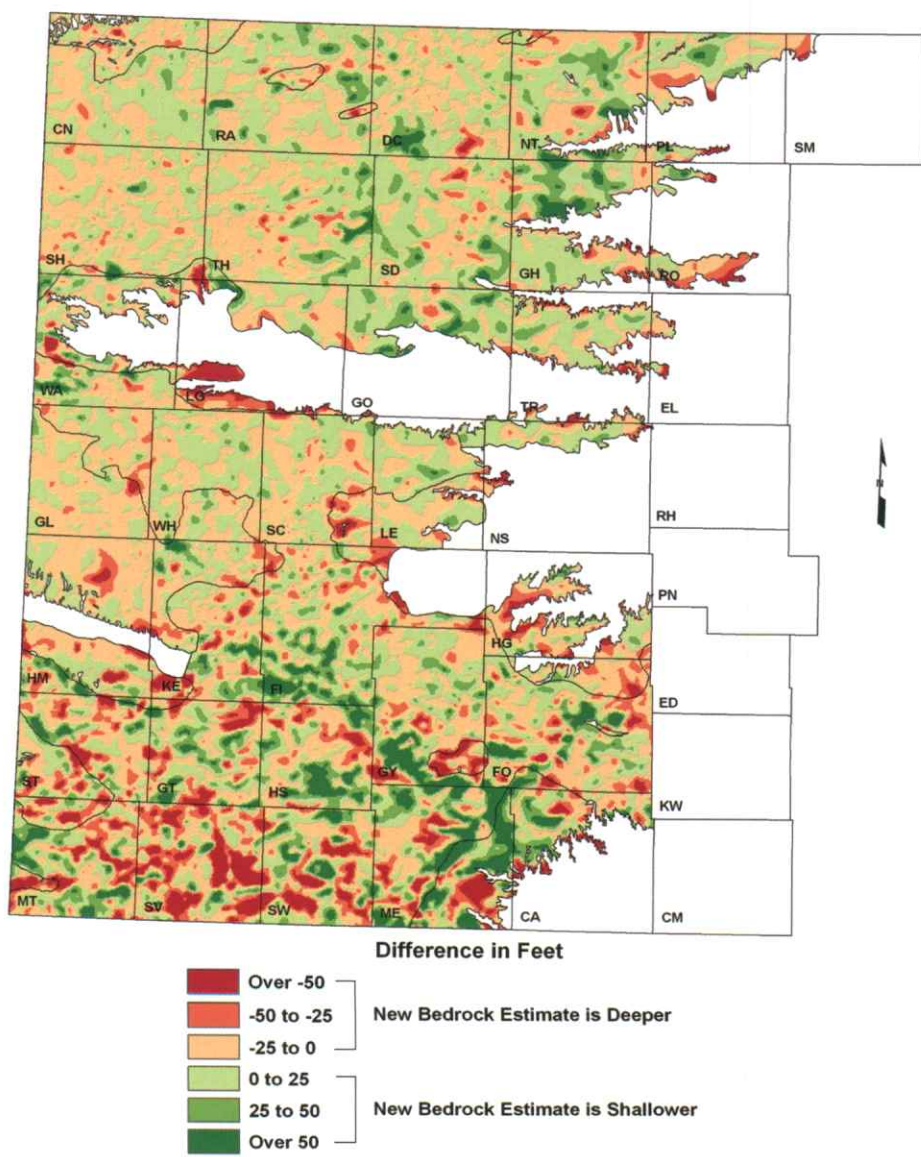 CN RA DC NT PL SM
SH TH SD GH RO
WA LG GO TR EL
GL WH SC LE NS RH
PN
HG
HM KE FI ED
ST GT HS GY FO KW
MT SV SW ME CA CM
N
Difference in Feet
Over -50
-50 to -25
New Bedrock Estimate is Deeper
-25 to 0
0 to 25
25 to 50
New Bedrock Estimate is Shallower
Over 50